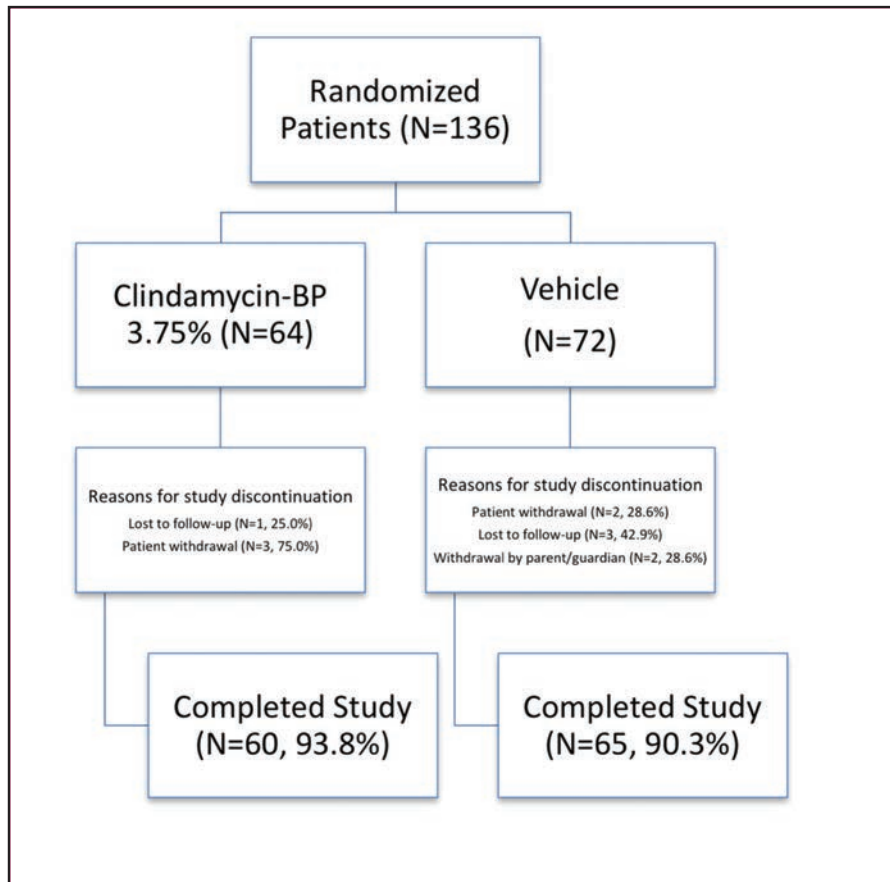 Randomized
Patients (N=136)
Clindamycin-BP
3.75% (N=64)
Vehicle
(N=72)
Reasons for study discontinuation
Lost to follow-up (N=1, 25.0%)
Patient withdrawal (N=3, 75.0%)
Reasons for study discontinuation
Patient withdrawal (N=2, 28.6%)
Lost to follow-up (N=3, 42.9%)
Withdrawal by parent/guardian (N=2, 28.6%)
Completed Study
(N=60, 93.8%)
Completed Study
(N=65, 90.3%)